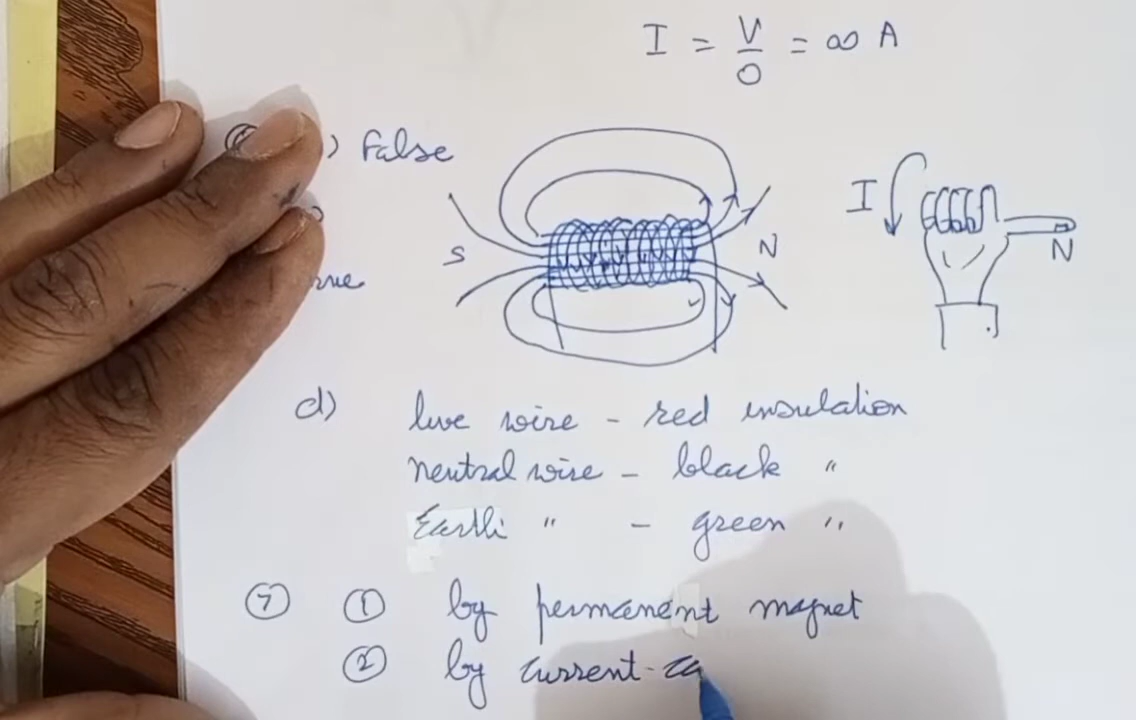 I = V/0 = ∞ A
) False
S
N
I
N
d) live wire - red insulation
neutral wire - black "
Earth " - green "
⑦ ① by permanent magnet
② by current-